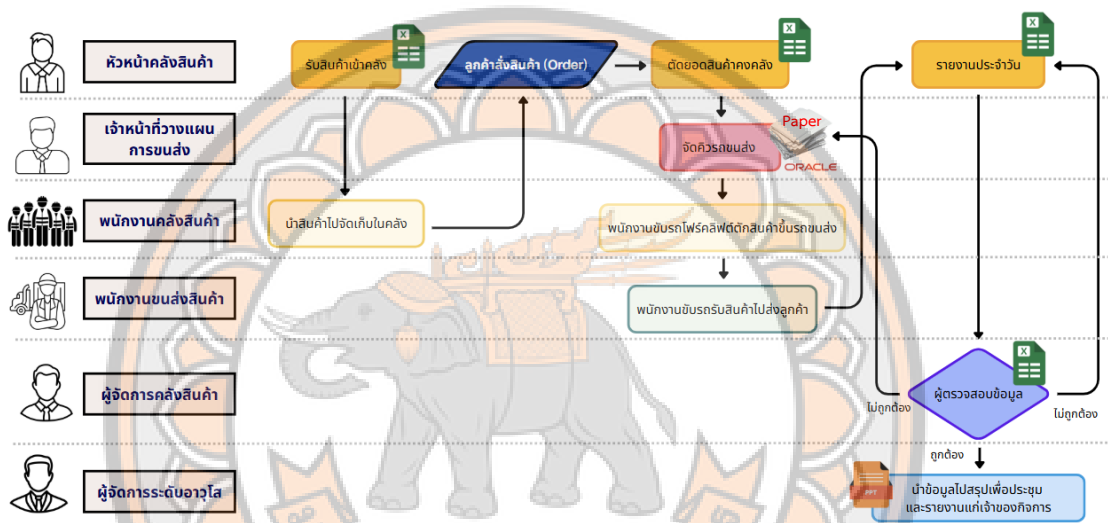 หัวหน้าคลังสินค้า
รับสินค้าเข้าคลัง
X
ลูกค้าสั่งสินค้า (Order)
ตัดยอดสินค้าคงคลัง
X
รายงานประจำวัน
X
เจ้าหน้าที่วางแผน
การขนส่ง
จัดคิวรถขนส่ง
Paper
ORACLE
พนักงานคลังสินค้า
นำสินค้าไปจัดเก็บในคลัง
พนักงานขับรถโฟร์คลิฟต์ตักสินค้าขึ้นรถขนส่ง
พนักงานขนส่งสินค้า
พนักงานขับรถรับสินค้าไปส่งลูกค้า
ผู้จัดการคลังสินค้า
ผู้ตรวจสอบข้อมูล
X
ไม่ถูกต้อง
ไม่ถูกต้อง
ถูกต้อง
ผู้จัดการระดับอาวุโส
PPT
นำข้อมูลไปสรุปเพื่อประชุม
และรายงานแก่เจ้าของกิจการ